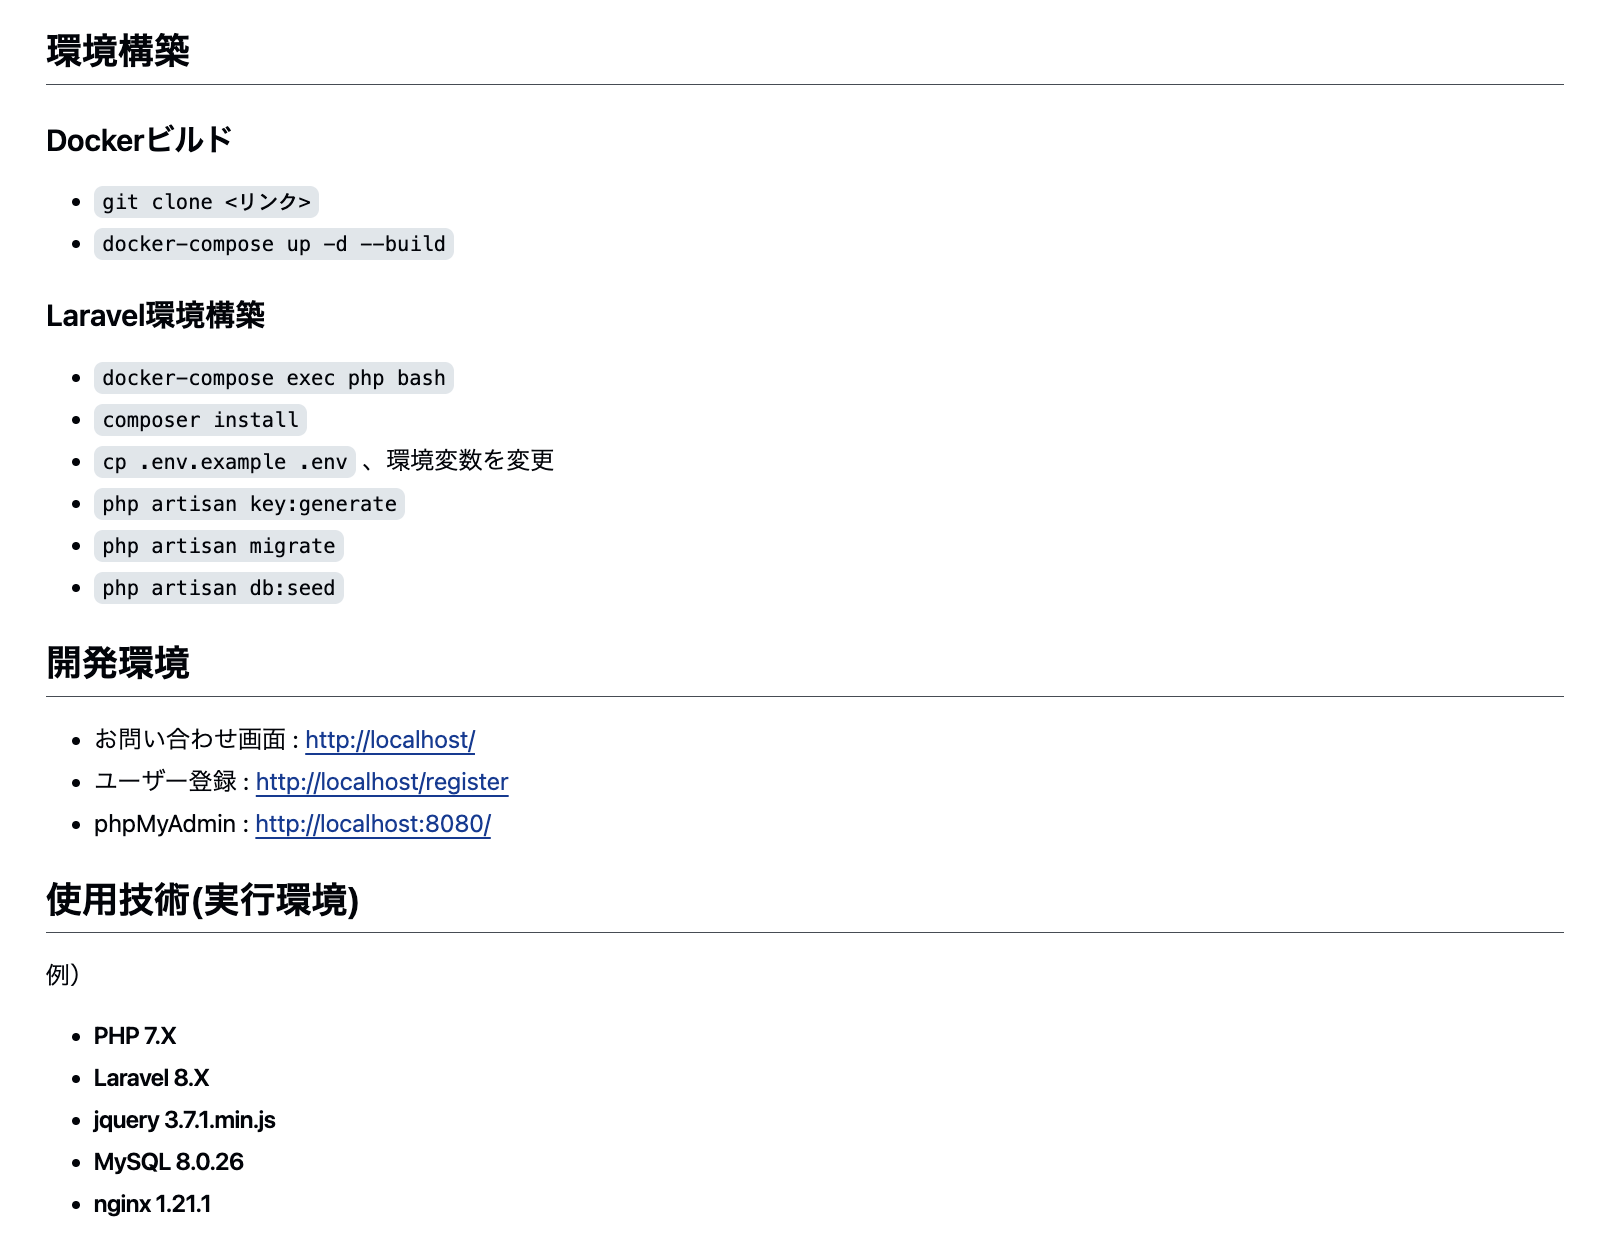 環境構築
Dockerビルド
git clone <リンク>
docker-compose up -d --build
Laravel環境構築
docker-compose exec php bash
composer install
cp .env.example .env 、環境変数を変更
php artisan key:generate
php artisan migrate
php artisan db:seed
開発環境
お問い合わせ画面 : http://localhost/
ユーザー登録 : http://localhost/register
phpMyAdmin : http://localhost:8080/
使用技術(実行環境)
例）
PHP 7.X
Laravel 8.X
jquery 3.7.1.min.js
MySQL 8.0.26
nginx 1.21.1